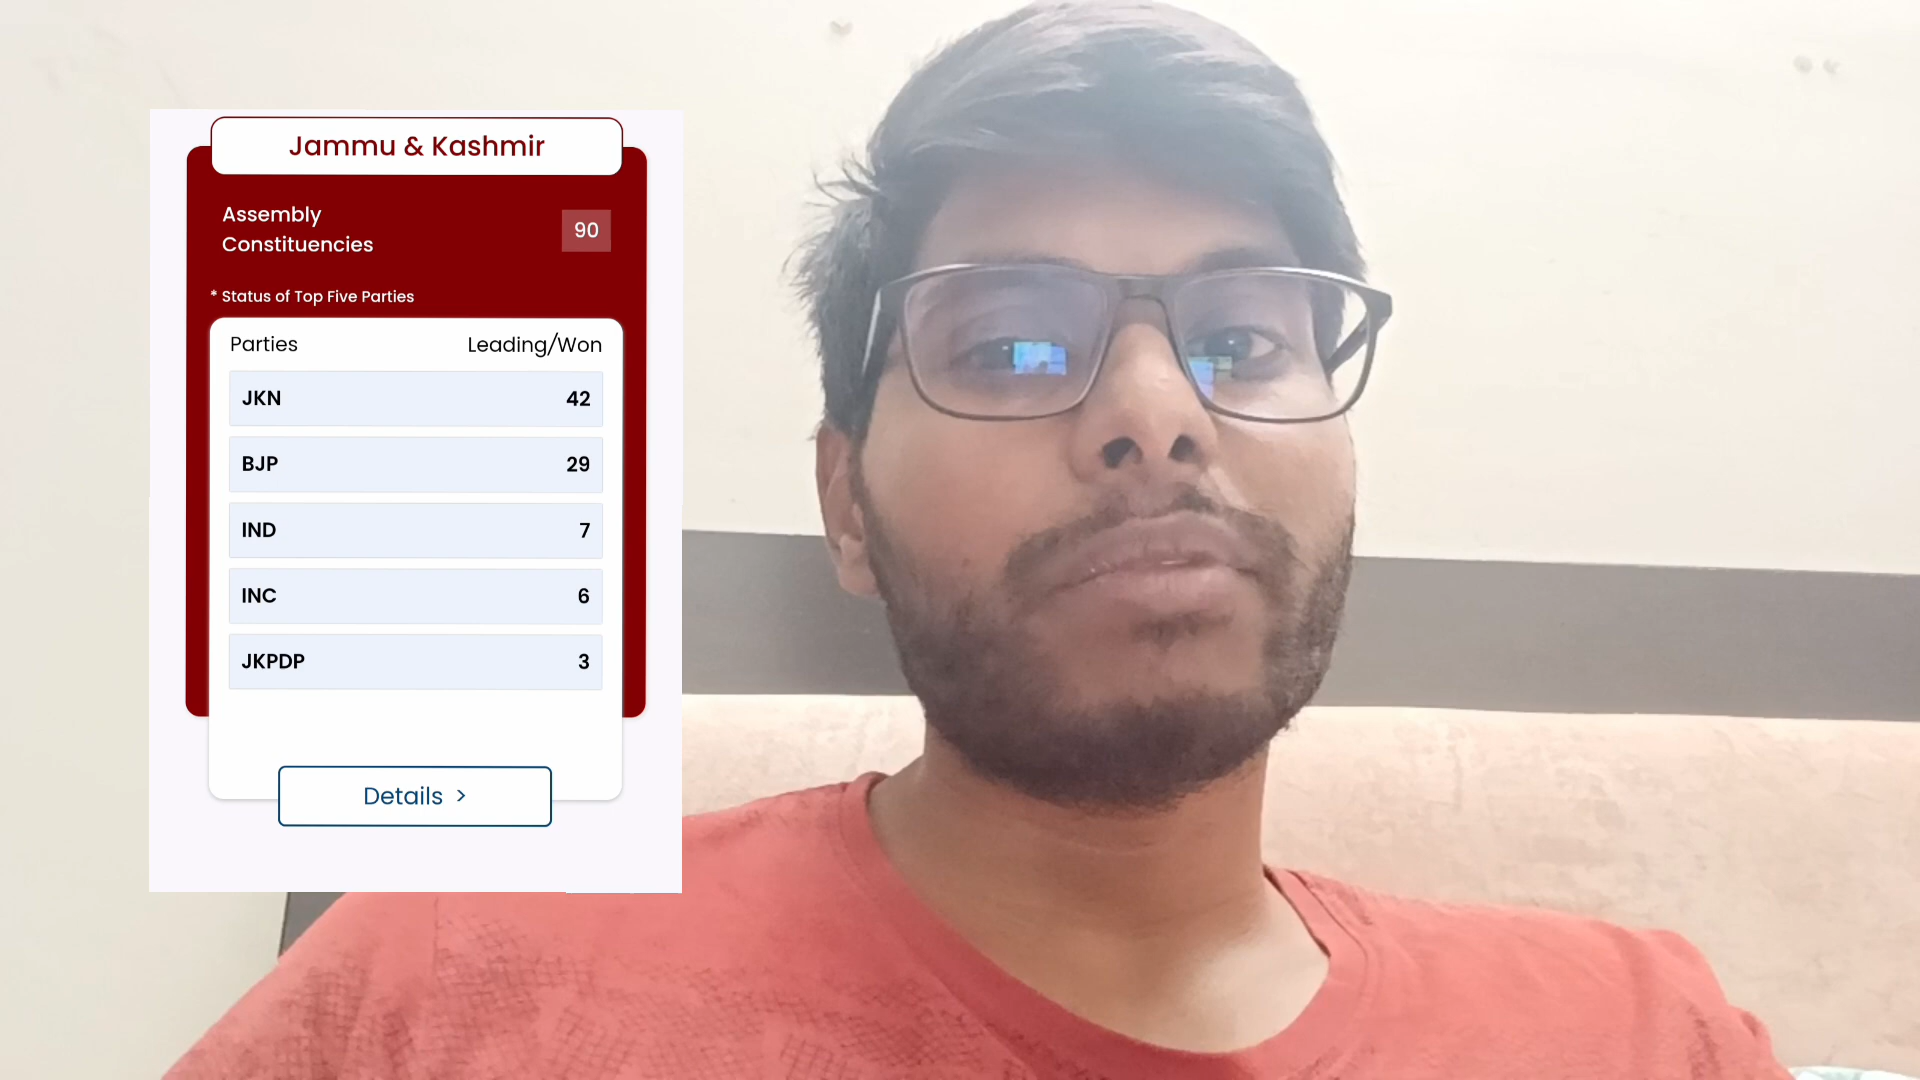 Jammu & Kashmir
Assembly
Constituencies
90
* Status of Top Five Parties
Parties Leading/Won
JKN 42
BJP 29
IND 7
INC 6
JKPDP 3
Details >